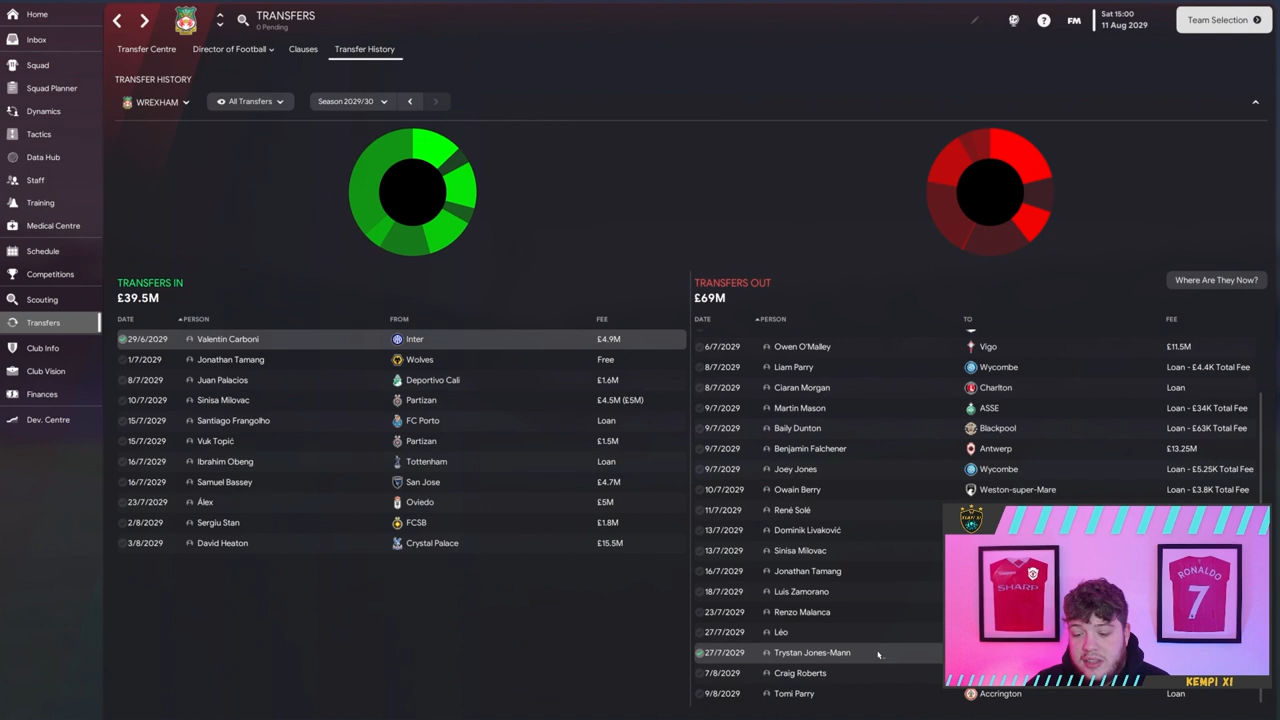 Home
TRANSFERS
0 Pending
FM
Sat 15:00
11 Aug 2029
Team Selection
Inbox
Transfer Centre
Director of Football
Clauses
Transfer History
Squad
Squad Planner
TRANSFER HISTORY
WREXHAM
All Transfers
Season 2029/30
Dynamics
Tactics
Data Hub
Staff
Training
Medical Centre
Schedule
Competitions
Scouting
Transfers
Club Info
Club Vision
Finances
Dev. Centre
TRANSFERS IN
£39.5M
DATE PERSON FROM FEE
29/6/2029 Valentin Carboni Inter £4.9M
1/7/2029 Jonathan Tamang Wolves Free
8/7/2029 Juan Palacios Deportivo Cali £1.6M
10/7/2029 Sinisa Milovac Partizan £4.5M (£5M)
15/7/2029 Santiago Frangolho FC Porto Loan
15/7/2029 Vuk Topić Partizan £1.5M
16/7/2029 Ibrahim Obeng Tottenham Loan
16/7/2029 Samuel Bassey San Jose £4.7M
23/7/2029 Álex Oviedo £5M
2/8/2029 Sergiu Stan FCSB £1.8M
3/8/2029 David Heaton Crystal Palace £15.5M
TRANSFERS OUT
£69M
Where Are They Now?
DATE PERSON TO FEE
6/7/2029 Owen O'Malley Vigo £11.5M
8/7/2029 Liam Parry Wycombe Loan - £4.4K Total Fee
8/7/2029 Ciaran Morgan Charlton Loan
9/7/2029 Martin Mason ASSE Loan - £34K Total Fee
9/7/2029 Baily Dunton Blackpool Loan - £63K Total Fee
9/7/2029 Benjamin Falchener Antwerp £13.25M
9/7/2029 Joey Jones Wycombe Loan - £5.25K Total Fee
10/7/2029 Owain Berry Weston-super-Mare Loan - £3.8K Total Fee
11/7/2029 René Solé
13/7/2029 Dominik Livaković
13/7/2029 Sinisa Milovac
16/7/2029 Jonathan Tamang
18/7/2029 Luis Zamorano
23/7/2029 Renzo Malanca
27/7/2029 Léo
27/7/2029 Trystan Jones-Mann
7/8/2029 Craig Roberts
9/8/2029 Tomi Parry Accrington Loan
KEMPI XI
SHARP
RONALDO
7
KEMPI XI